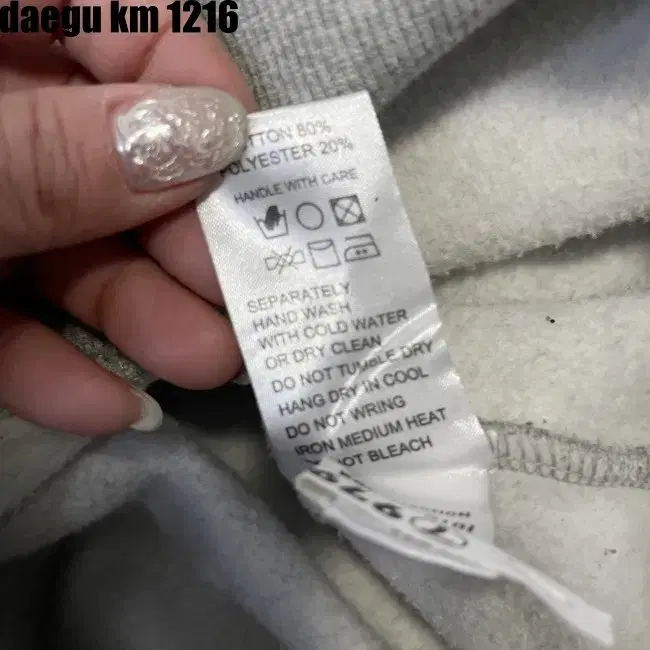 daegu km 1216
TTON 80%
POLYESTER 20%
HANDLE WITH CARE
SEPARATELY
HAND WASH
WITH COLD WATER
OR DRY CLEAN
DO NOT TUMBLE DRY
HANG DRY IN COOL
DO NOT WRING
IRON MEDIUM HEAT
NOT BLEACH